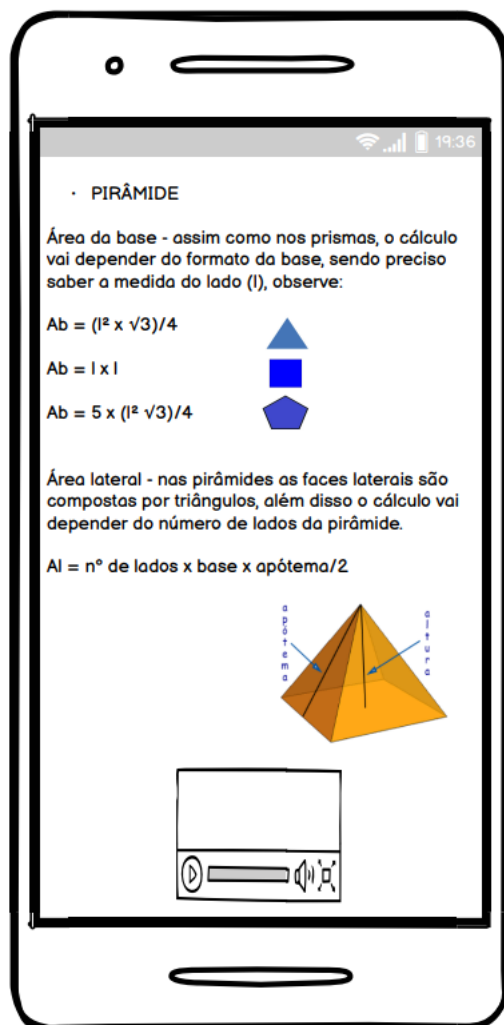 19:36
· PIRÂMIDE
Área da base - assim como nos prismas, o cálculo
vai depender do formato da base, sendo preciso
saber a medida do lado (l), observe:
Ab = (l² x √3)/4
Ab = l x l
Ab = 5 x (l² √3)/4
Área lateral - nas pirâmides as faces laterais são
compostas por triângulos, além disso o cálculo vai
depender do número de lados da pirâmide.
Al = nº de lados x base x apótema/2
apótema
altura